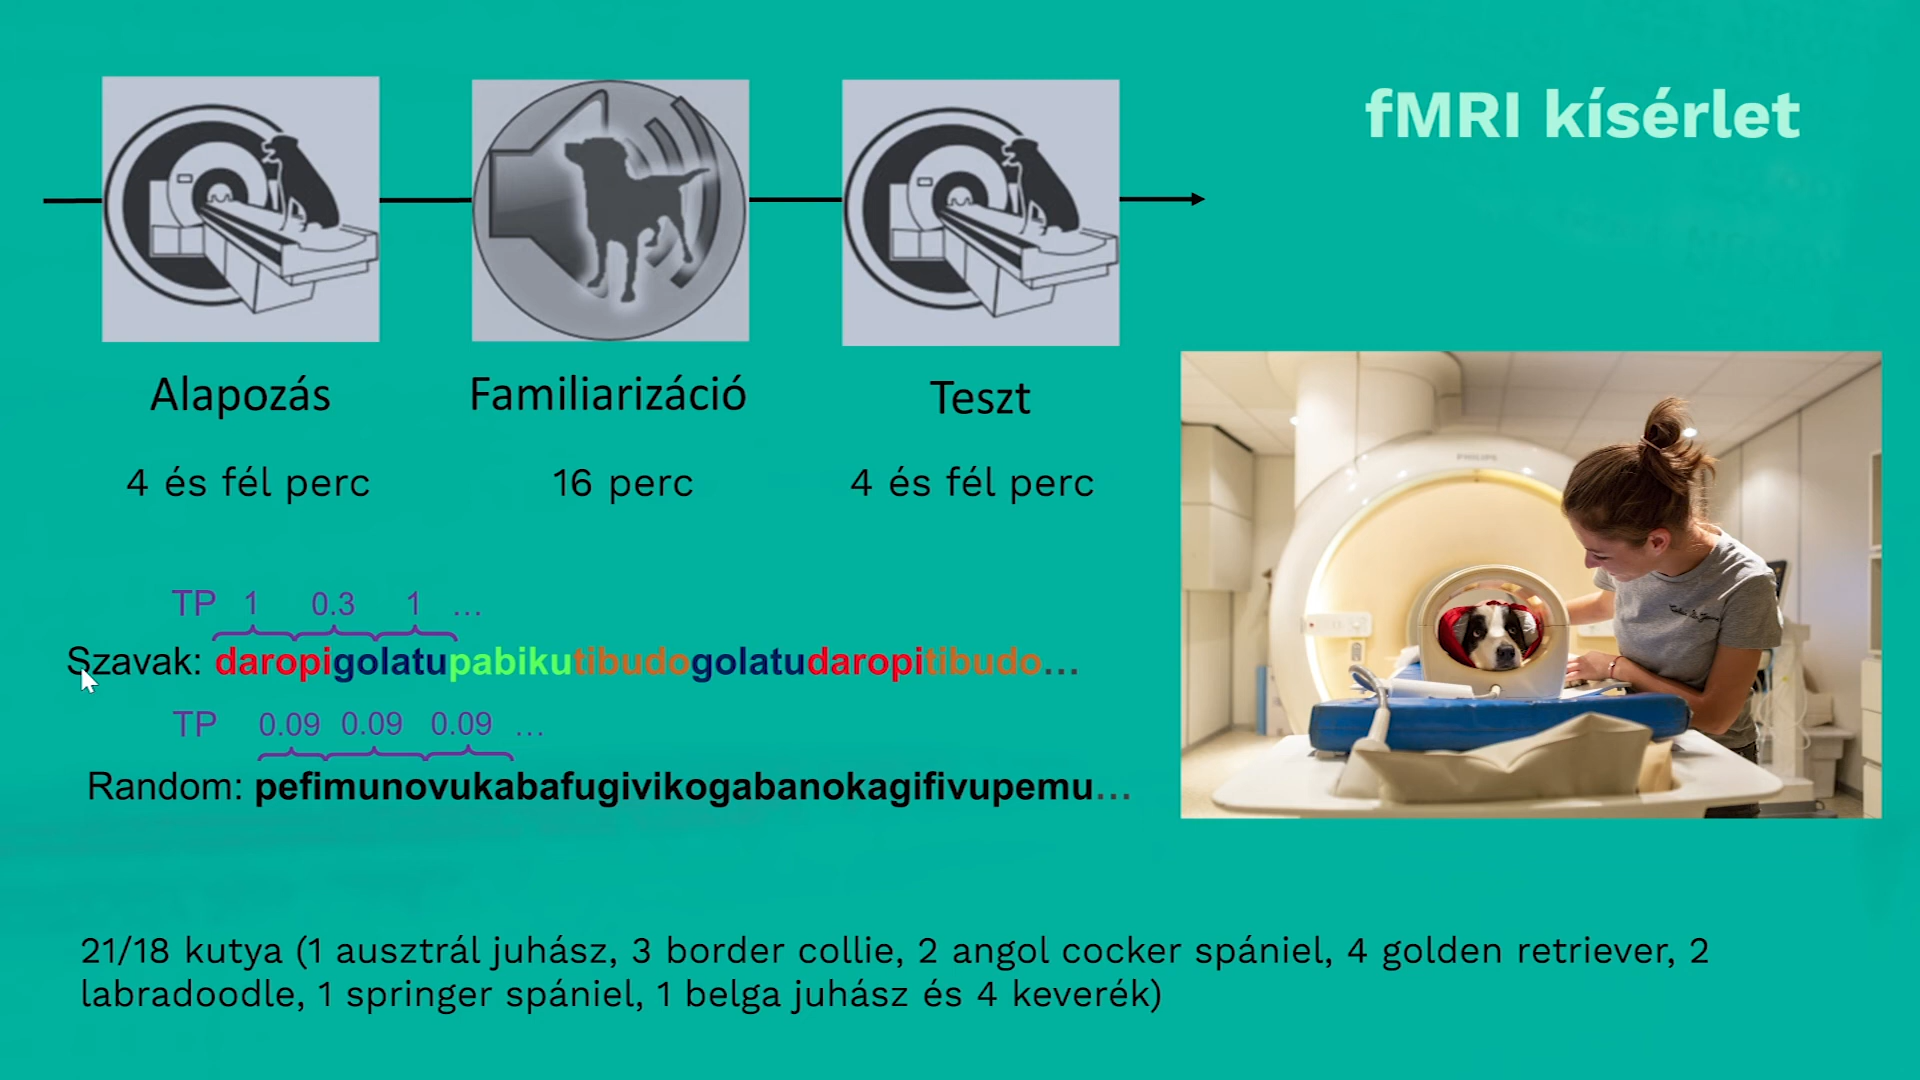 fMRI kísérlet
Alapozás
Familiarizáció
Teszt
4 és fél perc
16 perc
4 és fél perc
PHILIPS
TP 1 0.3 1 ...
Szavak: daropigolatupabikutibudogolatudaropitibudo...
TP 0.09 0.09 0.09 ...
Random: pefimunovukabafugivikogabanokagifivupemu...
21/18 kutya (1 ausztrál juhász, 3 border collie, 2 angol cocker spániel, 4 golden retriever, 2
labradoodle, 1 springer spániel, 1 belga juhász és 4 keverék)